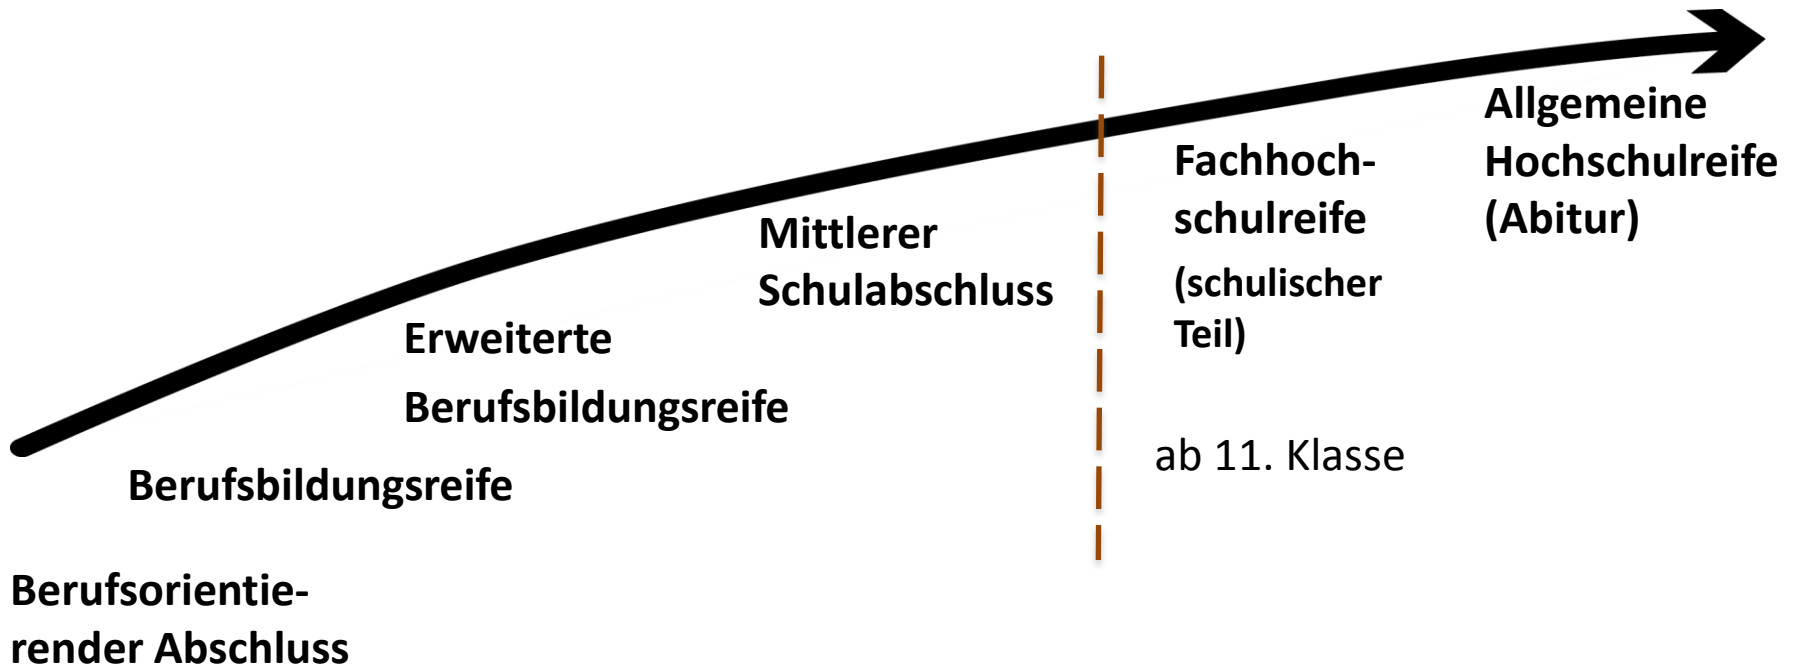 Berufsorientie-
render Abschluss
Berufsbildungsreife
Erweiterte
Berufsbildungsreife
Mittlerer
Schulabschluss
Fachhoch-
schulreife
(schulischer
Teil)
ab 11. Klasse
Allgemeine
Hochschulreife
(Abitur)